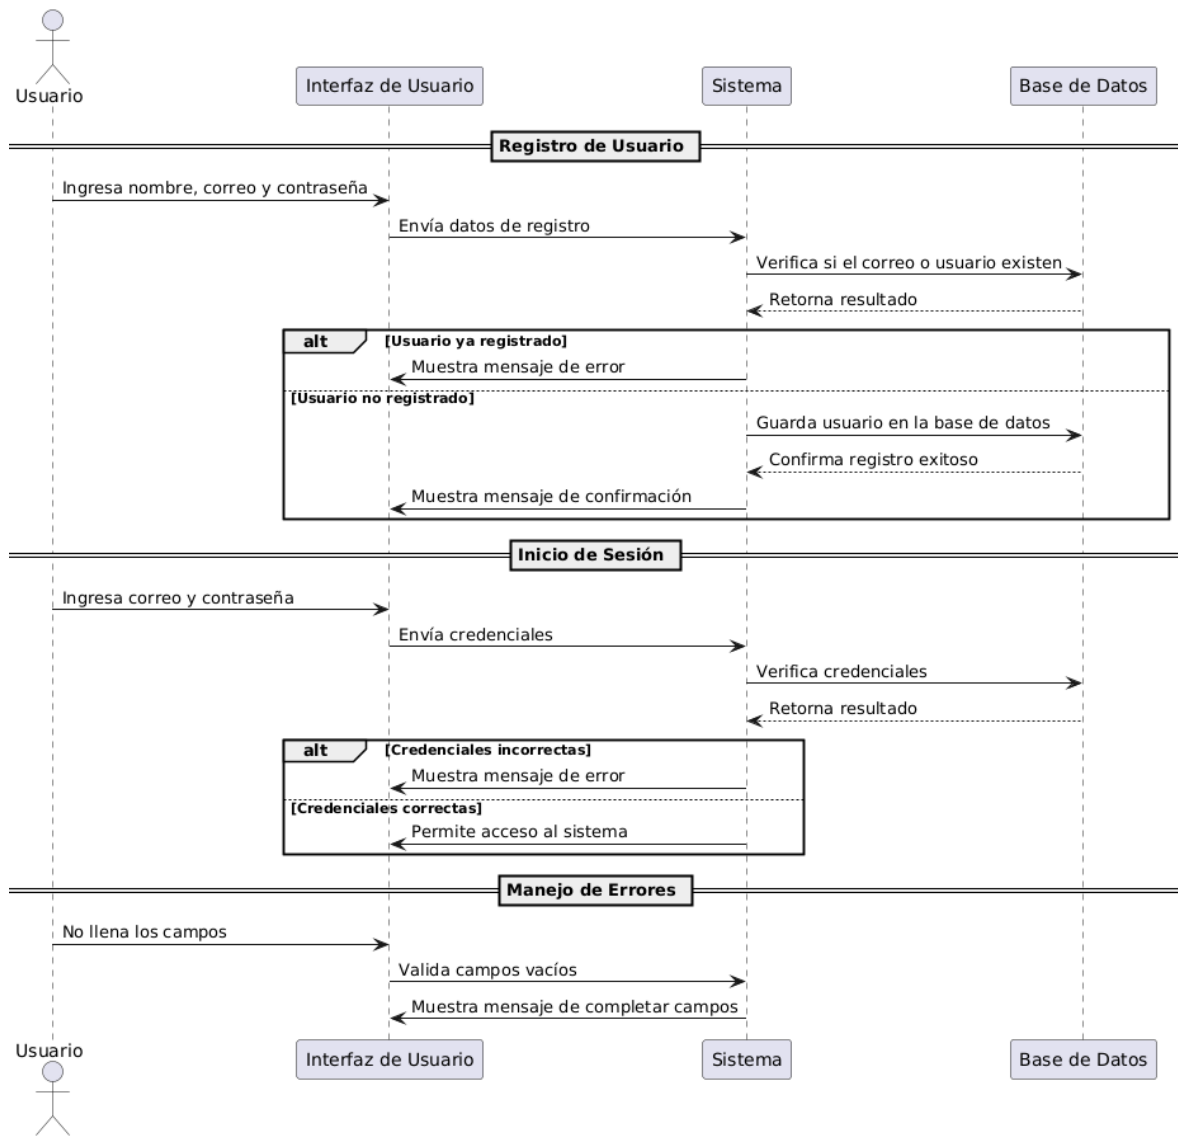 Usuario
Interfaz de Usuario
Sistema
Base de Datos
Registro de Usuario
Ingresa nombre, correo y contraseña
Envía datos de registro
Verifica si el correo o usuario existen
Retorna resultado
alt
[Usuario ya registrado]
Muestra mensaje de error
[Usuario no registrado]
Guarda usuario en la base de datos
Confirma registro exitoso
Muestra mensaje de confirmación
Inicio de Sesión
Ingresa correo y contraseña
Envía credenciales
Verifica credenciales
Retorna resultado
alt
[Credenciales incorrectas]
Muestra mensaje de error
[Credenciales correctas]
Permite acceso al sistema
Manejo de Errores
No llena los campos
Valida campos vacíos
Muestra mensaje de completar campos
Usuario
Interfaz de Usuario
Sistema
Base de Datos